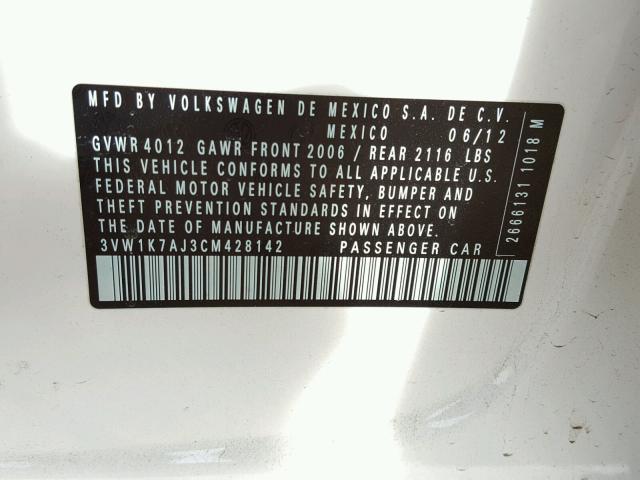 MFD BY VOLKSWAGEN DE MEXICO S.A. DE C.V.
MEXICO 06/12
GVWR 4012 GAWR FRONT 2006 / REAR 2116 LBS
THIS VEHICLE CONFORMS TO ALL APPLICABLE U.S.
FEDERAL MOTOR VEHICLE SAFETY, BUMPER AND
THEFT PREVENTION STANDARDS IN EFFECT ON
THE DATE OF MANUFACTURE SHOWN ABOVE.
3VW1K7AJ3CM428142 PASSENGER CAR
2666131 1018 M